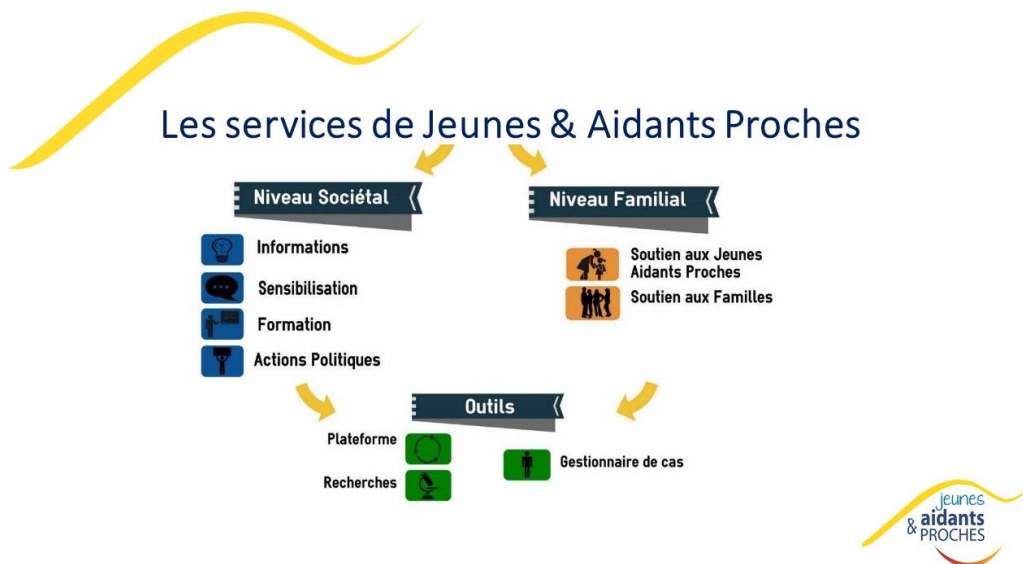 Les services de Jeunes & Aidants Proches
Niveau Sociétal
Informations
Sensibilisation
Formation
Actions Politiques
Niveau Familial
Soutien aux Jeunes
Aidants Proches
Soutien aux Familles
Outils
Plateforme
Recherches
Gestionnaire de cas
jeunes
& aidants
PROCHES